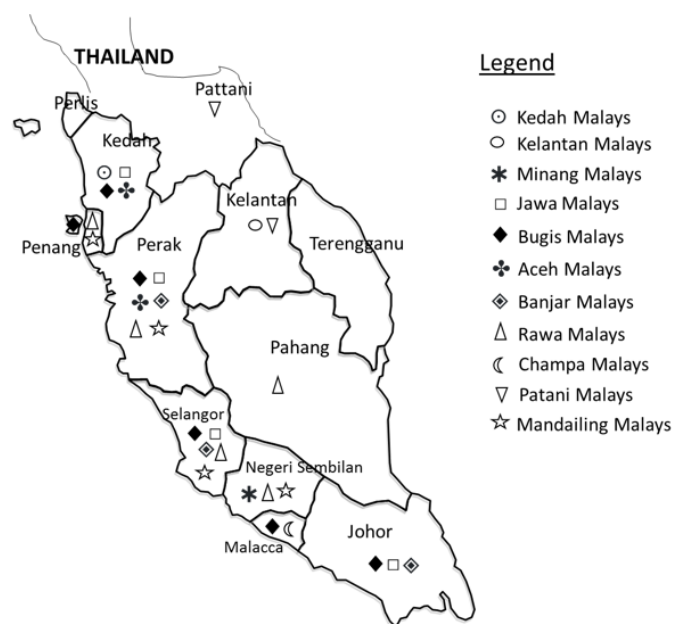 THAILAND
Pattani
Perlis
Kedah
Kelantan
Penang
Perak
Terengganu
Pahang
Selangor
Negeri Sembilan
Malacca
Johor
Legend
Kedah Malays
Kelantan Malays
Minang Malays
Jawa Malays
Bugis Malays
Aceh Malays
Banjar Malays
Rawa Malays
Champa Malays
Patani Malays
Mandailing Malays